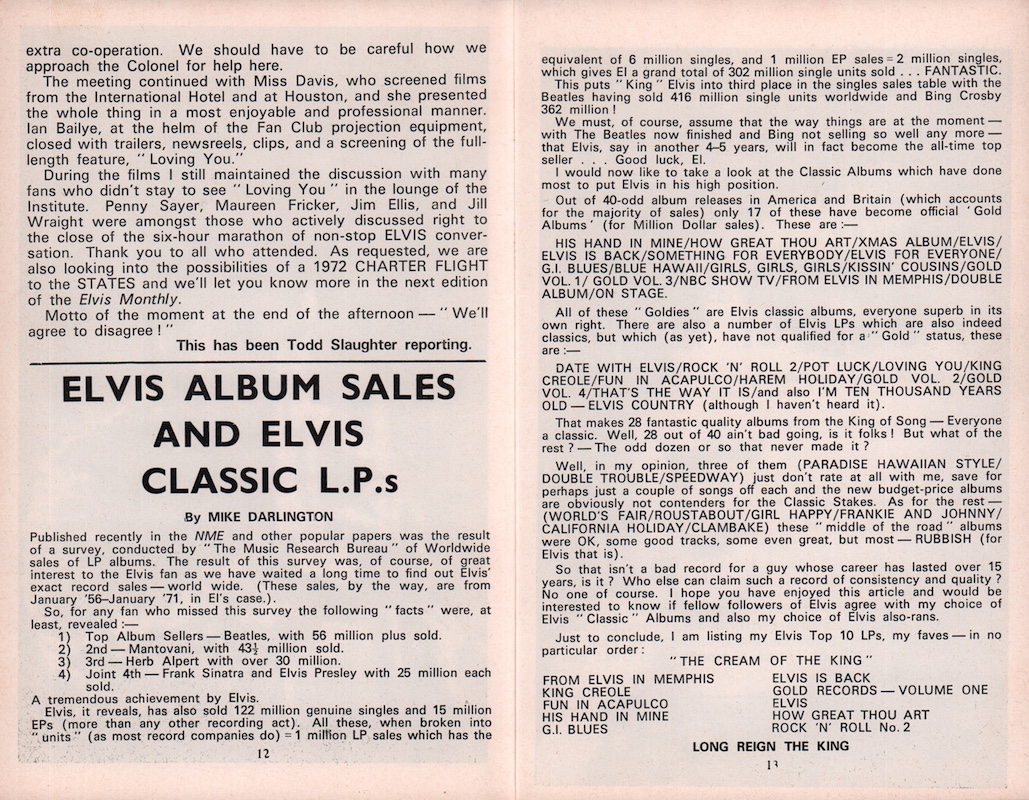 extra co-operation. We should have to be careful how we
approach the Colonel for help here.
The meeting continued with Miss Davis, who screened films
from the International Hotel and at Houston, and she presented
the whole thing in a most enjoyable and professional manner.
Ian Bailye, at the helm of the Fan Club projection equipment,
closed with trailers, newsreels, clips, and a screening of the full-
length feature, "Loving You."
During the films I still maintained the discussion with many
fans who didn't stay to see "Loving You" in the lounge of the
Institute. Penny Sayer, Maureen Fricker, Jim Ellis, and Jill
Wraight were amongst those who actively discussed right to
the close of the six-hour marathon of non-stop ELVIS conver-
sation. Thank you to all who attended. As requested, we are
also looking into the possibilities of a 1972 CHARTER FLIGHT
to the STATES and we'll let you know more in the next edition
of the Elvis Monthly.
Motto of the moment at the end of the afternoon — "We'll
agree to disagree!"
This has been Todd Slaughter reporting.
ELVIS ALBUM SALES
AND ELVIS
CLASSIC L.P.s
By MIKE DARLINGTON
Published recently in the NME and other popular papers was the result
of a survey, conducted by "The Music Research Bureau" of Worldwide
sales of LP albums. The result of this survey was, of course, of great
interest to the Elvis fan as we have waited a long time to find out Elvis'
exact record sales — world wide. (These sales, by the way, are from
January '56–January '71, in El's case.).
So, for any fan who missed this survey the following "facts" were, at
least, revealed :—
1) Top Album Sellers — Beatles, with 56 million plus sold.
2) 2nd — Mantovani, with 43½ million sold.
3) 3rd — Herb Alpert with over 30 million.
4) Joint 4th — Frank Sinatra and Elvis Presley with 25 million each
sold.
A tremendous achievement by Elvis.
Elvis, it reveals, has also sold 122 million genuine singles and 15 million
EPs (more than any other recording act). All these, when broken into
"units" (as most record companies do) = 1 million LP sales which has the
12
equivalent of 6 million singles, and 1 million EP sales = 2 million singles,
which gives El a grand total of 302 million single units sold . . . FANTASTIC.
This puts "King" Elvis into third place in the singles sales table with the
Beatles having sold 416 million single units worldwide and Bing Crosby
362 million!
We must, of course, assume that the way things are at the moment —
with The Beatles now finished and Bing not selling so well any more —
that Elvis, say in another 4–5 years, will in fact become the all-time top
seller . . . Good luck, El.
I would now like to take a look at the Classic Albums which have done
most to put Elvis in his high position.
Out of 40-odd album releases in America and Britain (which accounts
for the majority of sales) only 17 of these have become official 'Gold
Albums' (for Million Dollar sales). These are :—
HIS HAND IN MINE/HOW GREAT THOU ART/XMAS ALBUM/ELVIS/
ELVIS IS BACK/SOMETHING FOR EVERYBODY/ELVIS FOR EVERYONE/
G.I. BLUES/BLUE HAWAII/GIRLS, GIRLS, GIRLS/KISSIN' COUSINS/GOLD
VOL. 1/ GOLD VOL. 3/NBC SHOW TV/FROM ELVIS IN MEMPHIS/DOUBLE
ALBUM/ON STAGE.
All of these "Goldies" are Elvis classic albums, everyone superb in its
own right. There are also a number of Elvis LPs which are also indeed
classics, but which (as yet), have not qualified for a "Gold" status, these
are :—
DATE WITH ELVIS/ROCK 'N' ROLL 2/POT LUCK/LOVING YOU/KING
CREOLE/FUN IN ACAPULCO/HAREM HOLIDAY/GOLD VOL. 2/GOLD
VOL. 4/THAT'S THE WAY IT IS/and also I'M TEN THOUSAND YEARS
OLD — ELVIS COUNTRY (although I haven't heard it).
That makes 28 fantastic quality albums from the King of Song — Everyone
a classic. Well, 28 out of 40 ain't bad going, is it folks! But what of the
rest? — The odd dozen or so that never made it?
Well, in my opinion, three of them (PARADISE HAWAIIAN STYLE/
DOUBLE TROUBLE/SPEEDWAY) just don't rate at all with me, save for
perhaps just a couple of songs off each and the new budget-price albums
are obviously not contenders for the Classic Stakes. As for the rest —
(WORLD'S FAIR/ROUSTABOUT/GIRL HAPPY/FRANKIE AND JOHNNY/
CALIFORNIA HOLIDAY/CLAMBAKE) these "middle of the road" albums
were OK, some good tracks, some even great, but most — RUBBISH (for
Elvis that is).
So that isn't a bad record for a guy whose career has lasted over 15
years, is it? Who else can claim such a record of consistency and quality?
No one of course. I hope you have enjoyed this article and would be
interested to know if fellow followers of Elvis agree with my choice of
Elvis "Classic" Albums and also my choice of Elvis also-rans.
Just to conclude, I am listing my Elvis Top 10 LPs, my faves — in no
particular order:
"THE CREAM OF THE KING"
FROM ELVIS IN MEMPHIS
KING CREOLE
FUN IN ACAPULCO
HIS HAND IN MINE
G.I. BLUES
ELVIS IS BACK
GOLD RECORDS — VOLUME ONE
ELVIS
HOW GREAT THOU ART
ROCK 'N' ROLL No. 2
LONG REIGN THE KING
13